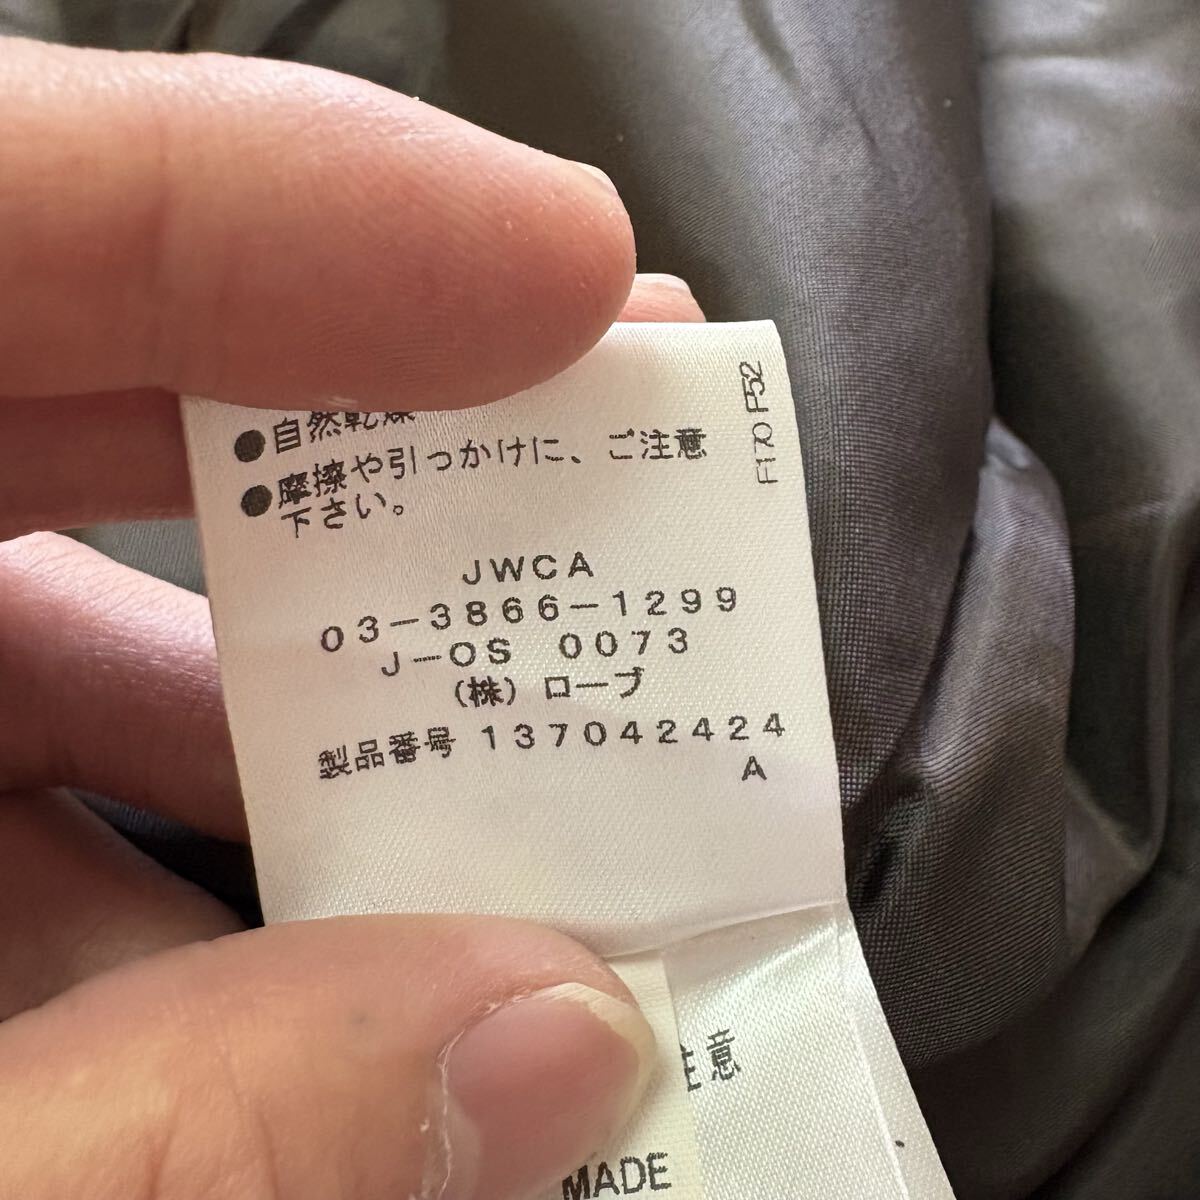 ●自然乾燥
●摩擦や引っかけに、ご注意
下さい。
JWCA
03-3866-1299
J-OS 0073
(株)ローブ
製品番号 137042424
A
F170 F52
注意
MADE